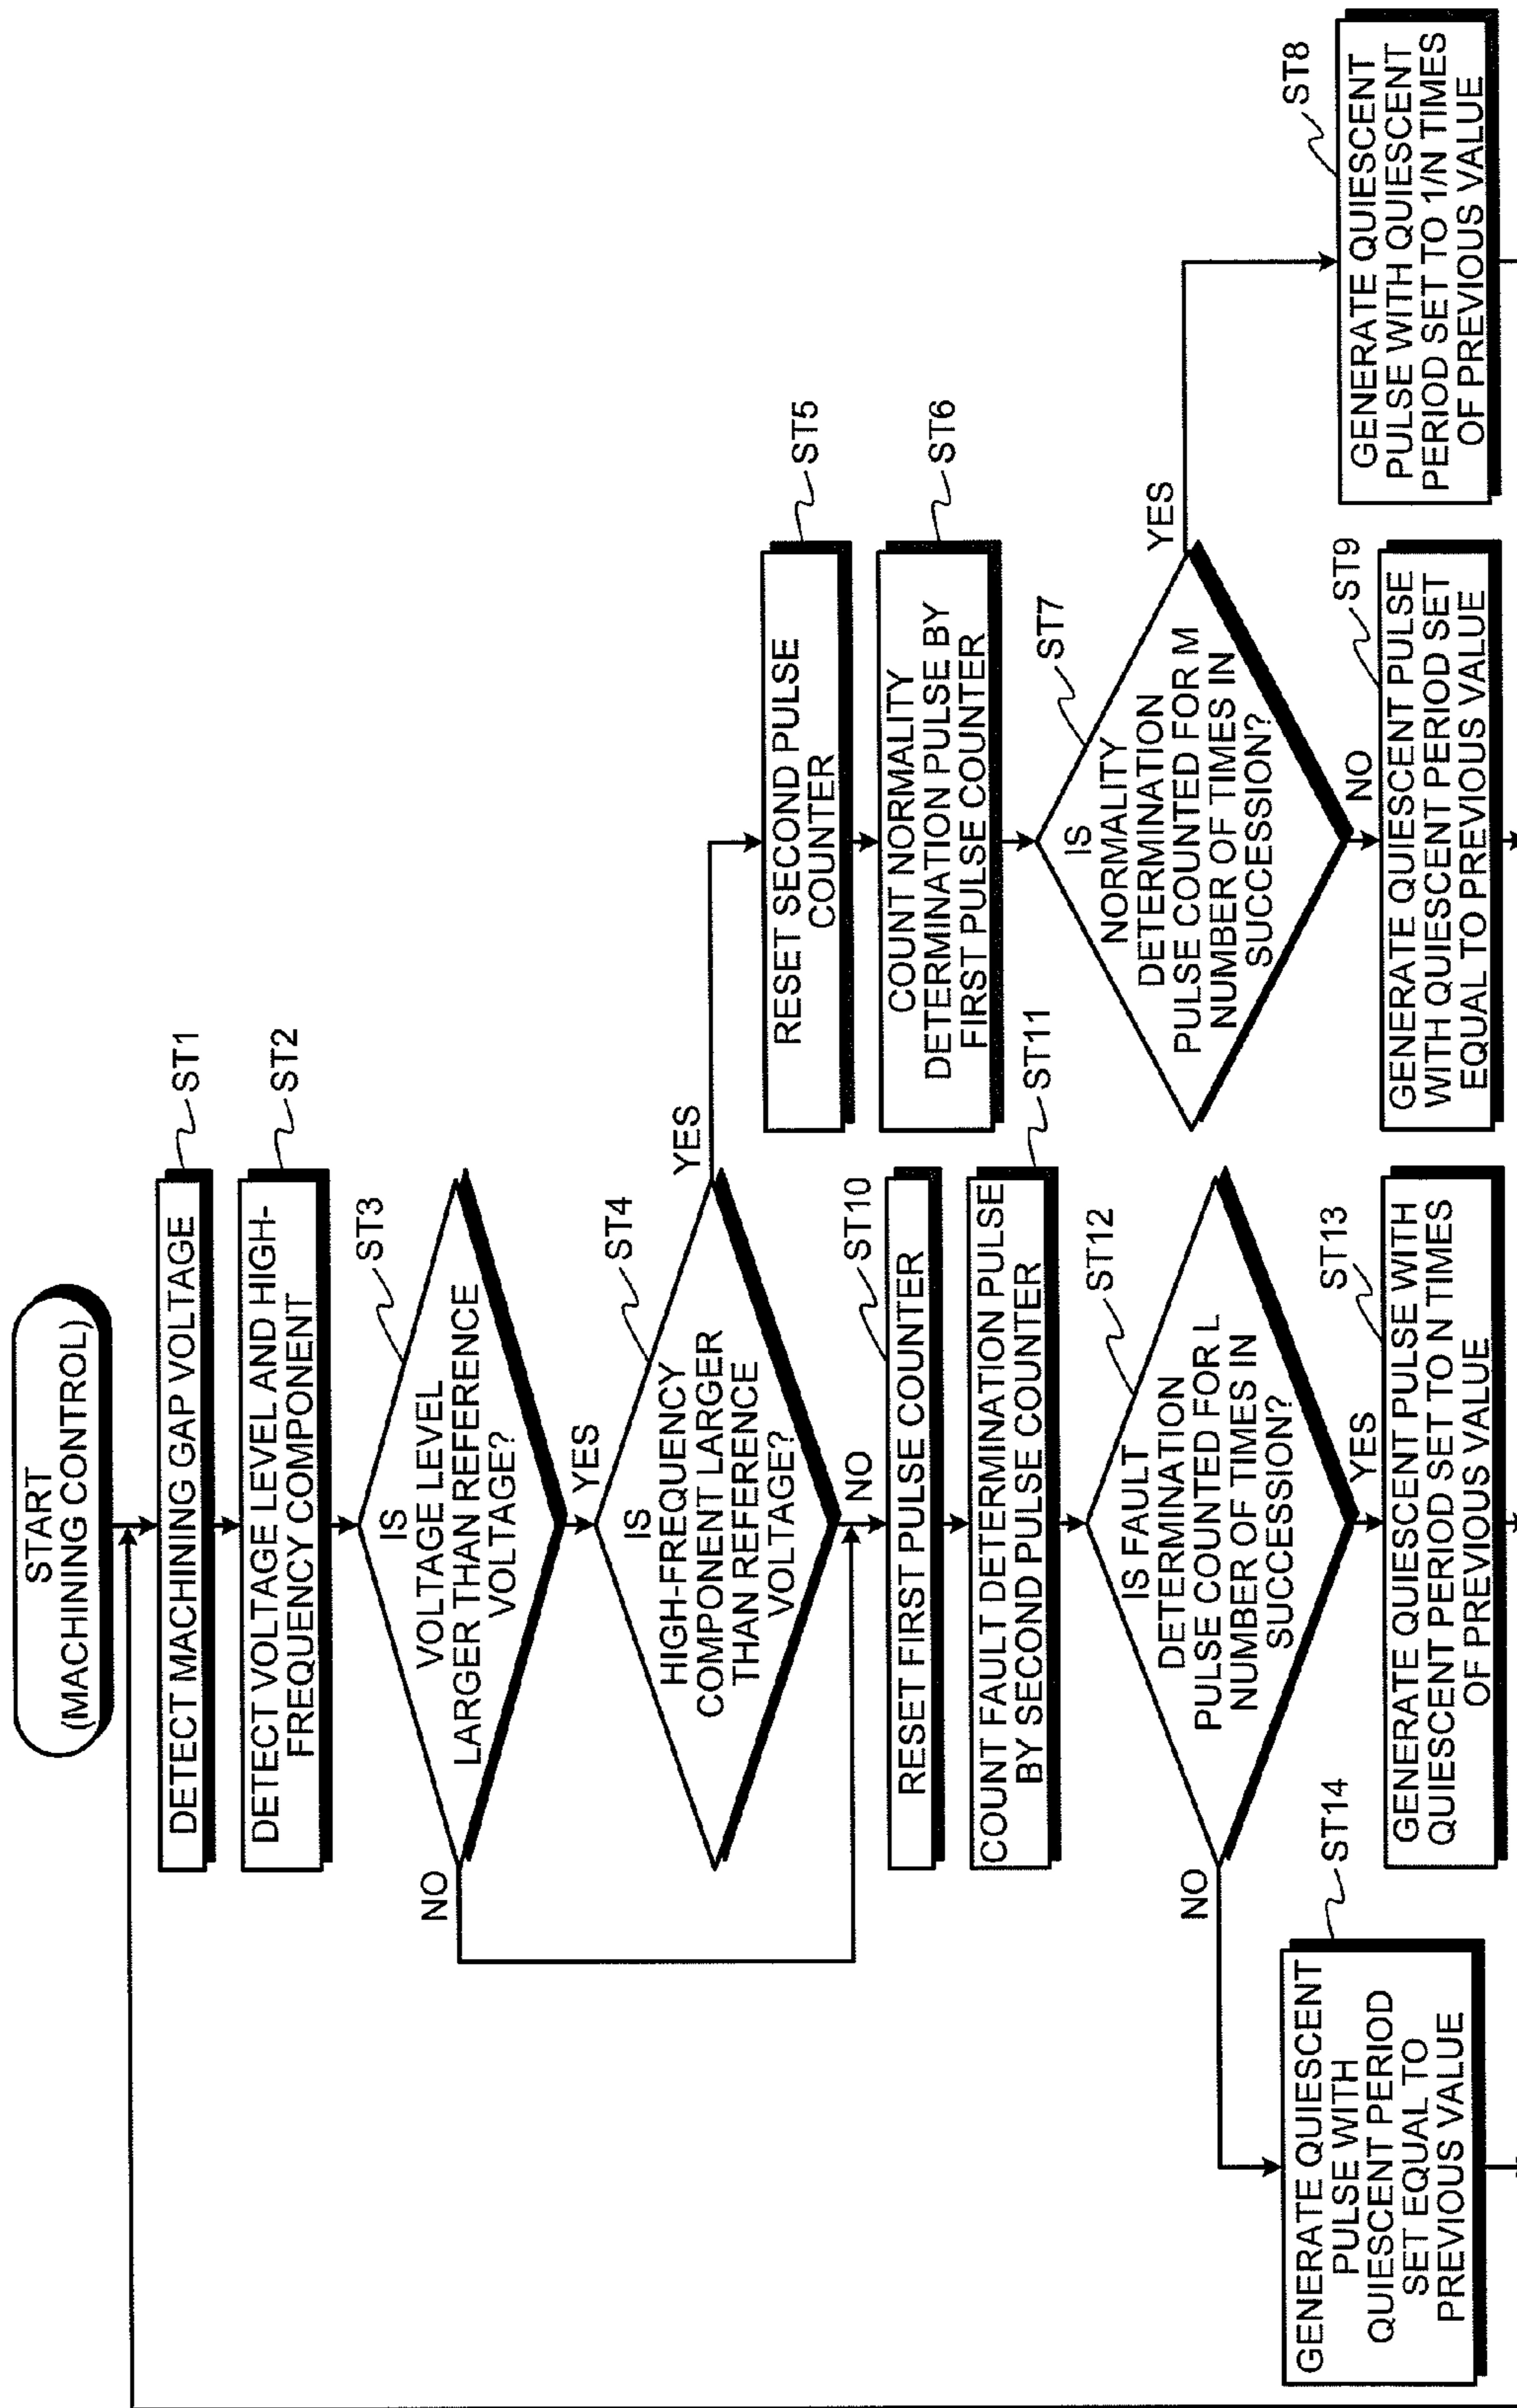 START
(MACHINING CONTROL)
DETECT MACHINING GAP VOLTAGE
ST1
DETECT VOLTAGE LEVEL AND HIGH-
FREQUENCY COMPONENT
ST2
IS
VOLTAGE LEVEL
LARGER THAN REFERENCE
VOLTAGE?
ST3
NO
YES
IS
HIGH-FREQUENCY
COMPONENT LARGER
THAN REFERENCE
VOLTAGE?
ST4
YES
NO
RESET SECOND PULSE
COUNTER
ST5
COUNT NORMALITY
DETERMINATION PULSE BY
FIRST PULSE COUNTER
ST6
IS
NORMALITY
DETERMINATION
PULSE COUNTED FOR M
NUMBER OF TIMES IN
SUCCESSION?
ST7
YES
NO
GENERATE QUIESCENT
PULSE WITH QUIESCENT
PERIOD SET TO 1/N TIMES
OF PREVIOUS VALUE
ST8
GENERATE QUIESCENT PULSE
WITH QUIESCENT PERIOD SET
EQUAL TO PREVIOUS VALUE
ST9
RESET FIRST PULSE COUNTER
ST10
COUNT FAULT DETERMINATION PULSE
BY SECOND PULSE COUNTER
ST11
IS FAULT
DETERMINATION
PULSE COUNTED FOR L
NUMBER OF TIMES IN
SUCCESSION?
ST12
NO
YES
GENERATE QUIESCENT PULSE WITH
QUIESCENT PERIOD SET TO N TIMES
OF PREVIOUS VALUE
ST13
GENERATE QUIESCENT
PULSE WITH
QUIESCENT PERIOD
SET EQUAL TO
PREVIOUS VALUE
ST14